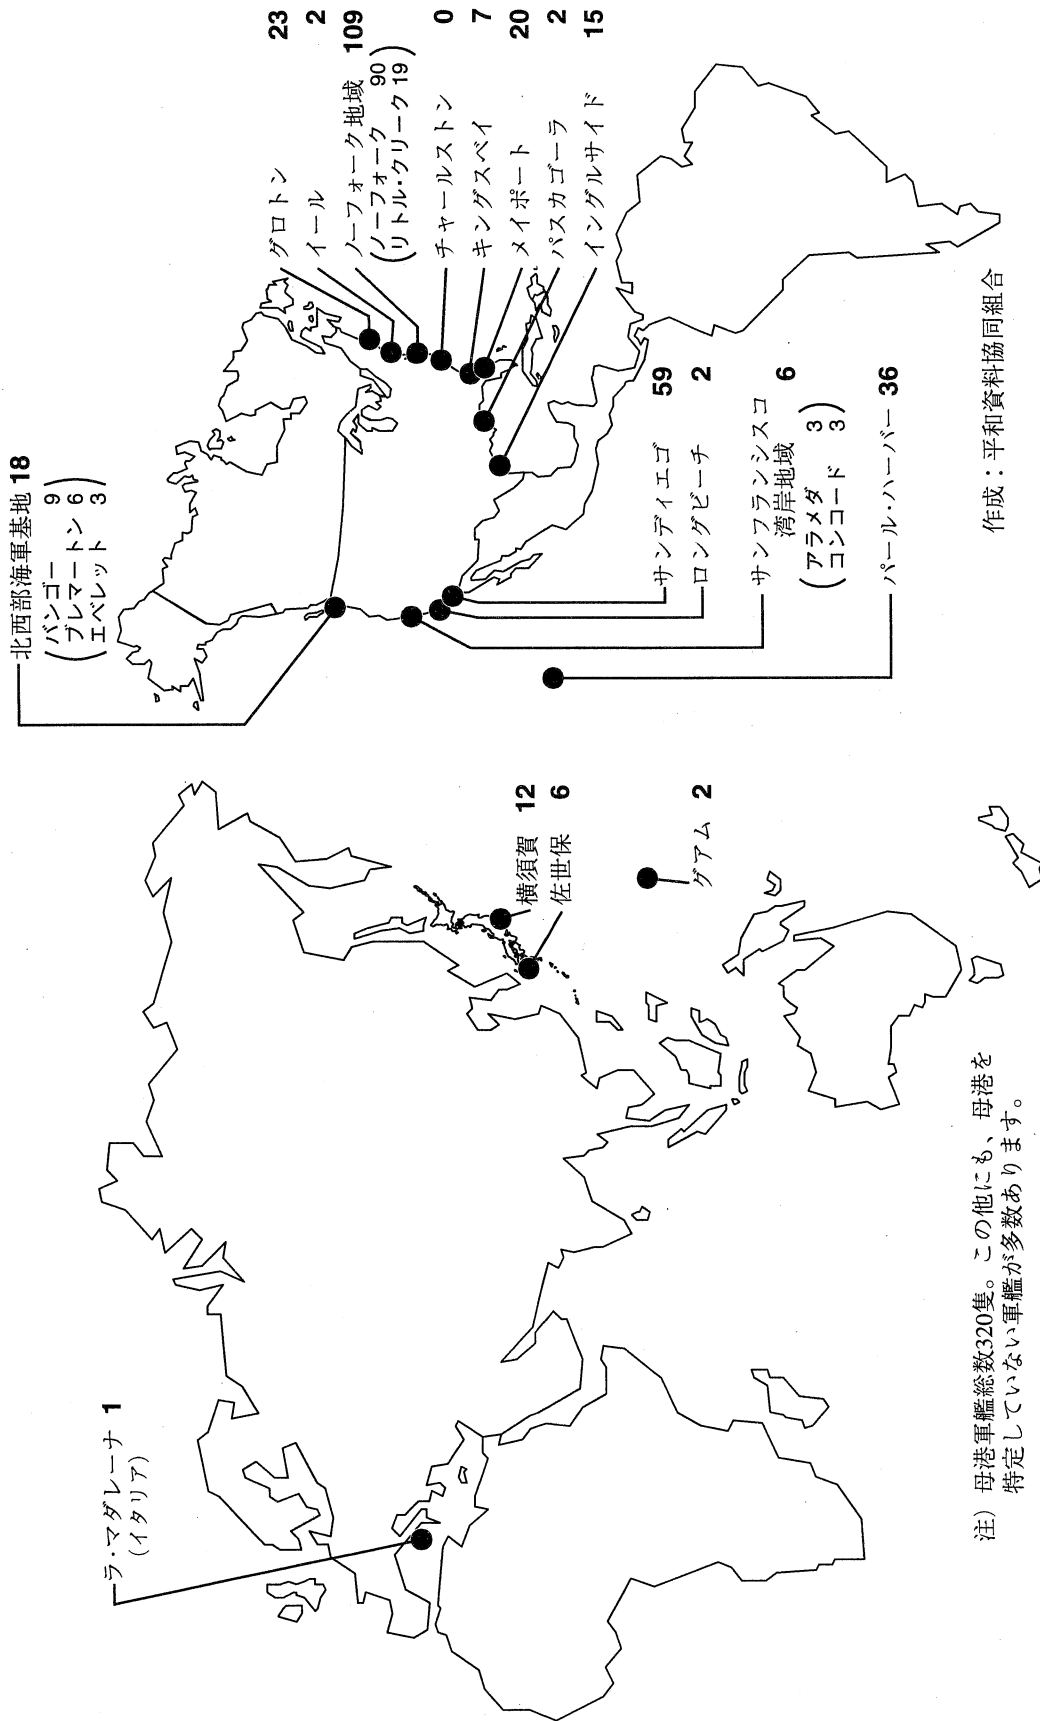 ラ・マダレーナ 1
(イタリア)
横須賀 12
佐世保 6
グアム 2
北西部海軍基地 18
(バンゴー 9
ブレマートン 6
エベレット 3)
グロトン 23
イール 2
ノーフォーク地域 109
(ノーフォーク 90
リトル・クリーク 19)
チャールストン 0
キングスベイ 7
メイポート 20
パスカゴーラ 2
イングルサイド 15
サンディエゴ 59
ロングビーチ 2
サンフランシスコ
湾岸地域 6
(アラメダ 3
コンコード 3)
パール・ハーバー 36
注) 母港軍艦総数320隻。この他にも、母港を
特定していない軍艦が多数あります。
作成：平和資料協同組合